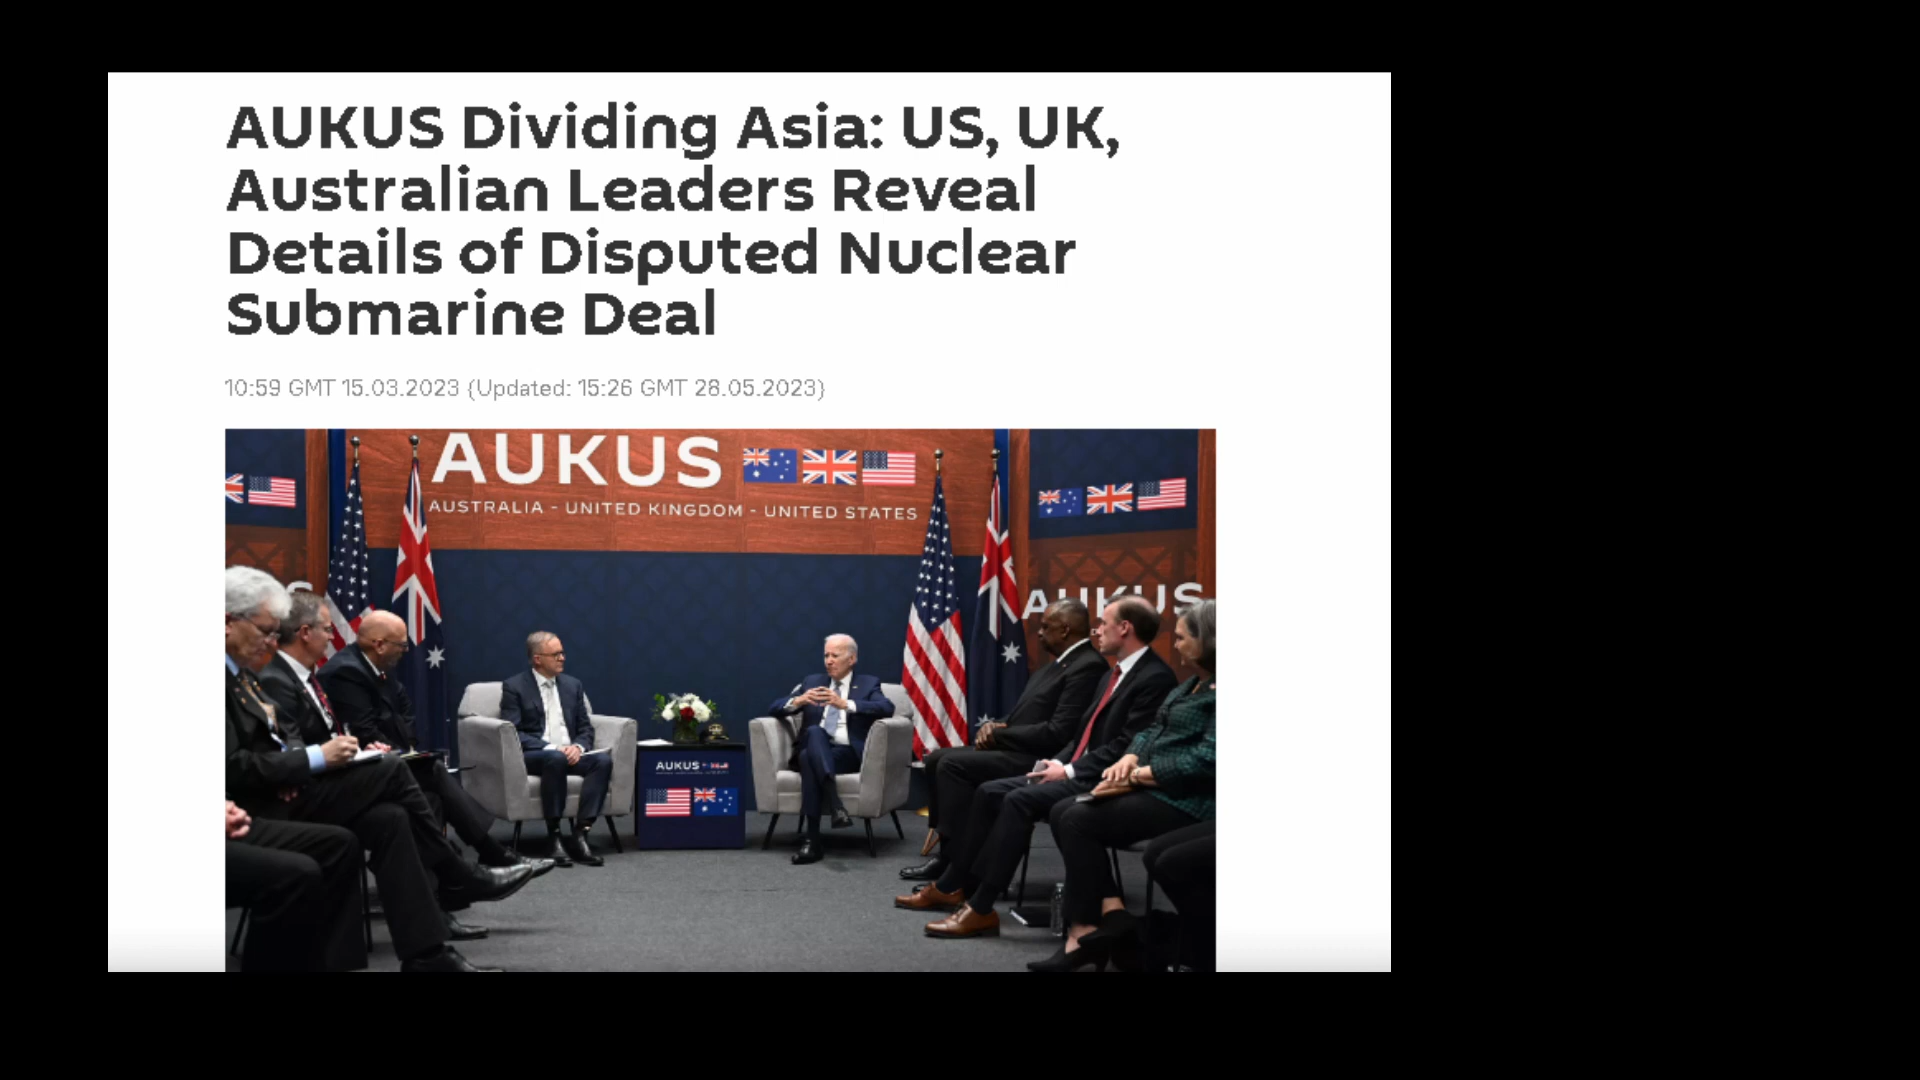 AUKUS Dividing Asia: US, UK,
Australian Leaders Reveal
Details of Disputed Nuclear
Submarine Deal
10:59 GMT 15.03.2023 (Updated: 15:26 GMT 28.05.2023)
AUKUS
AUSTRALIA - UNITED KINGDOM - UNITED STATES
AUKUS
AUKUS